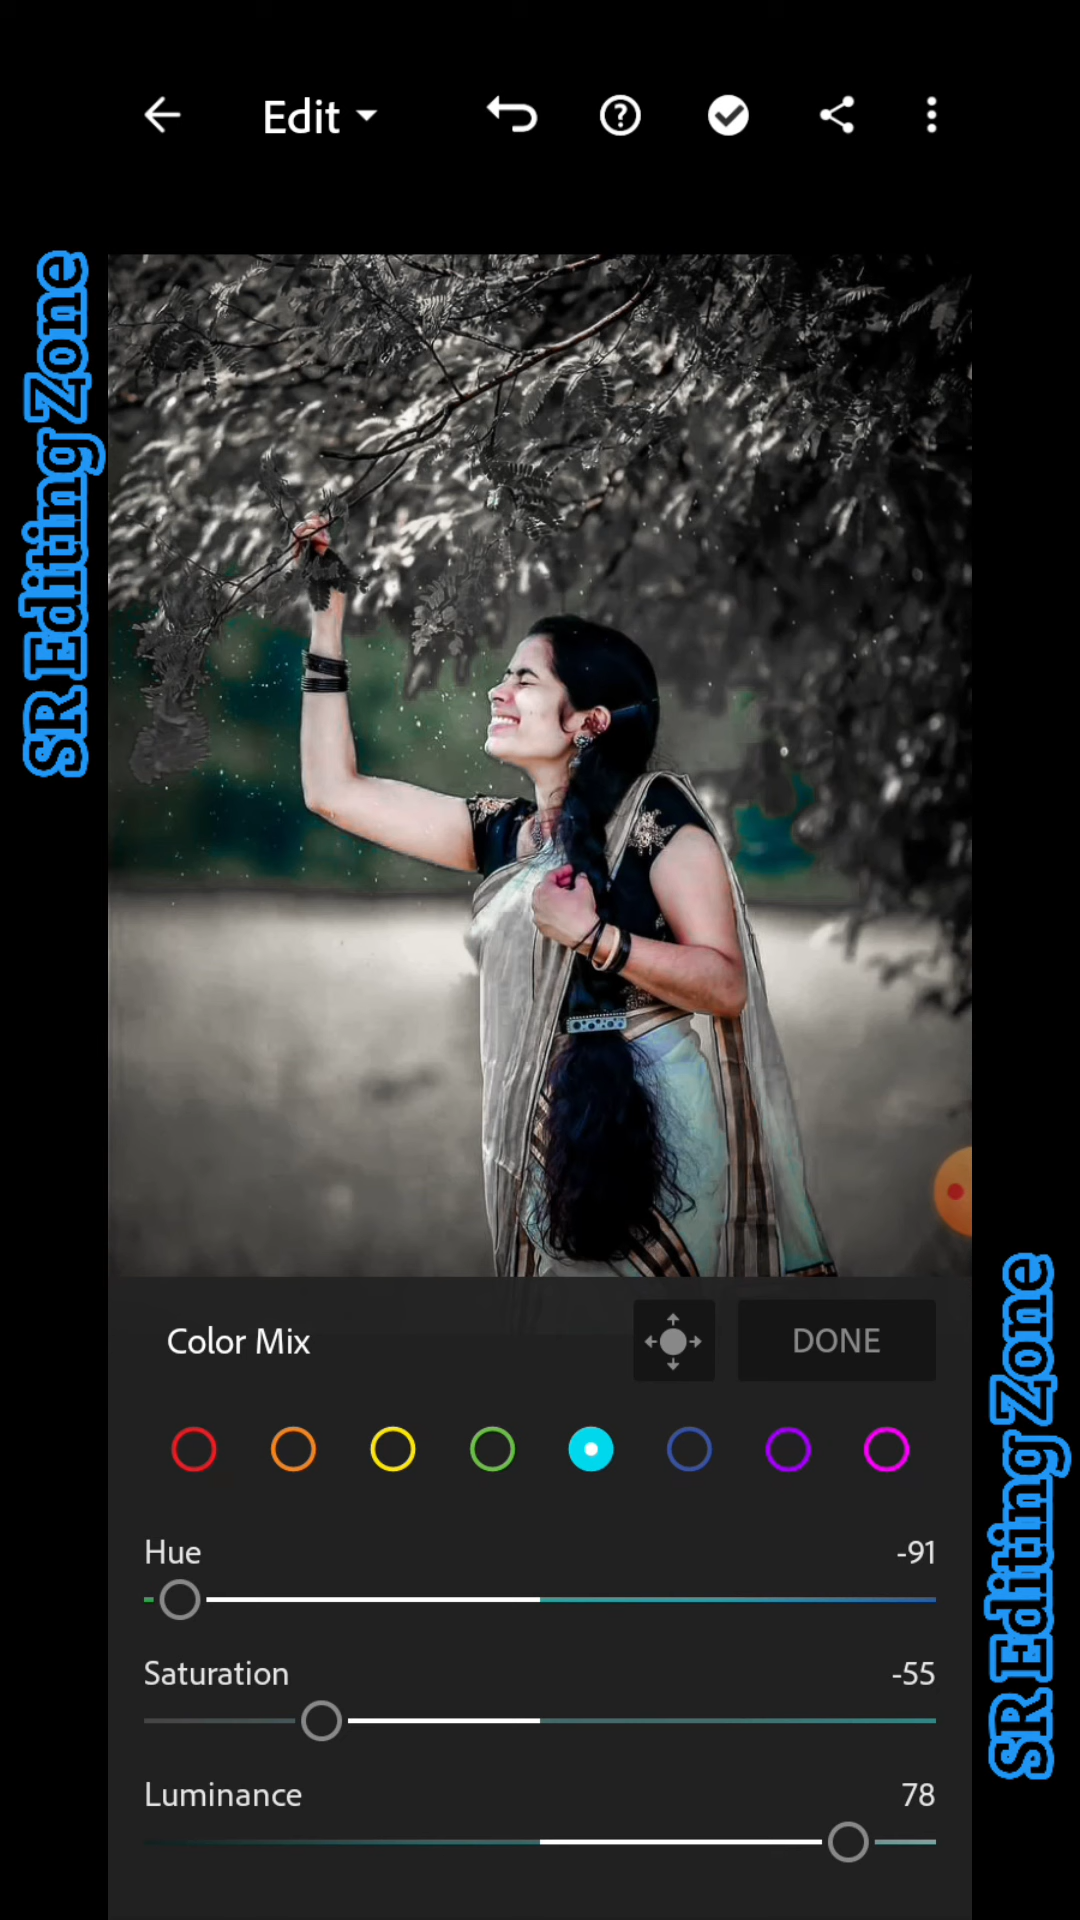 Edit
SR Editing Zone
Color Mix
DONE
Hue -91
Saturation -55
Luminance 78
SR Editing Zone